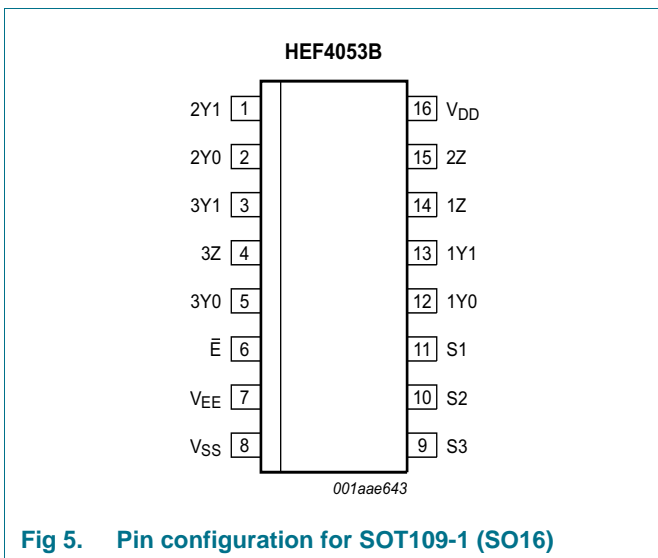 HEF4053B
2Y1 1 16 VDD
2Y0 2 15 2Z
3Y1 3 14 1Z
3Z 4 13 1Y1
3Y0 5 12 1Y0
E̅ 6 11 S1
VEE 7 10 S2
VSS 8 9 S3
001aae643
Fig 5. Pin configuration for SOT109-1 (SO16)